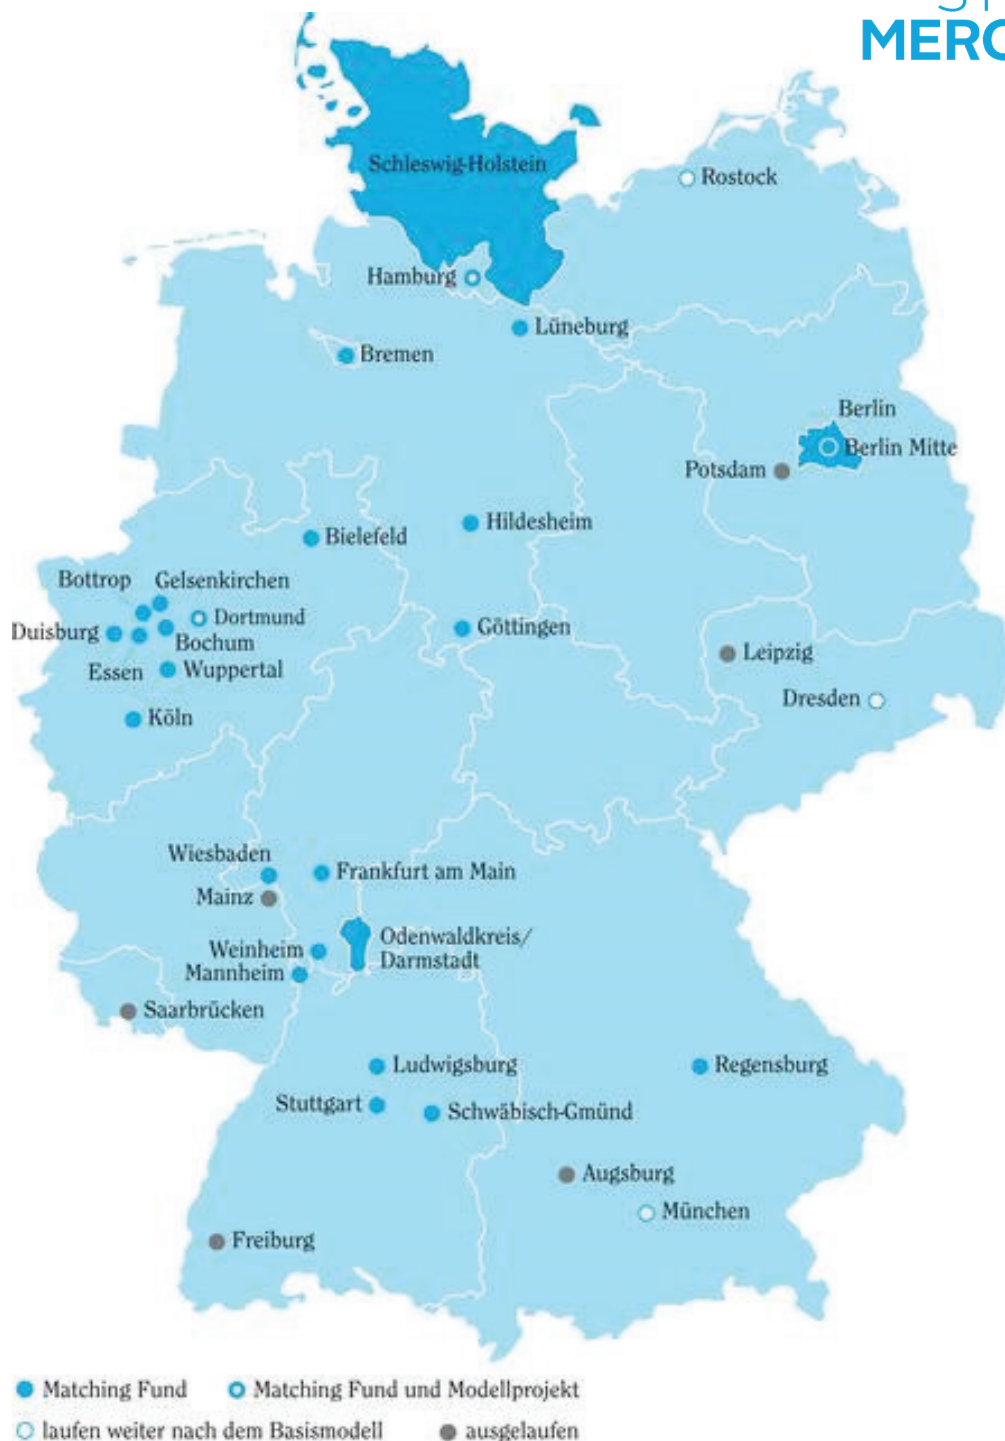 MERC
Schleswig-Holstein
Rostock
Hamburg
Lüneburg
Bremen
Berlin
Berlin Mitte
Potsdam
Hildesheim
Bielefeld
Bottrop
Gelsenkirchen
Dortmund
Duisburg
Bochum
Göttingen
Essen
Wuppertal
Leipzig
Dresden
Köln
Wiesbaden
Frankfurt am Main
Mainz
Odenwaldkreis/
Darmstadt
Weinheim
Mannheim
Saarbrücken
Ludwigsburg
Regensburg
Stuttgart
Schwäbisch-Gmünd
Augsburg
München
Freiburg
Matching Fund
Matching Fund und Modellprojekt
laufen weiter nach dem Basismodell
ausgelaufen